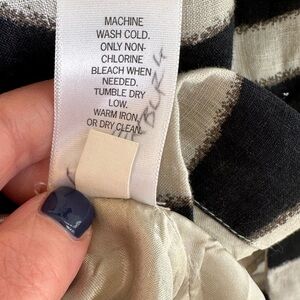 MACHINE
WASH COLD.
ONLY NON-
CHLORINE
BLEACH WHEN
NEEDED.
TUMBLE DRY
LOW.
WARM IRON,
OR DRY CLEAN.